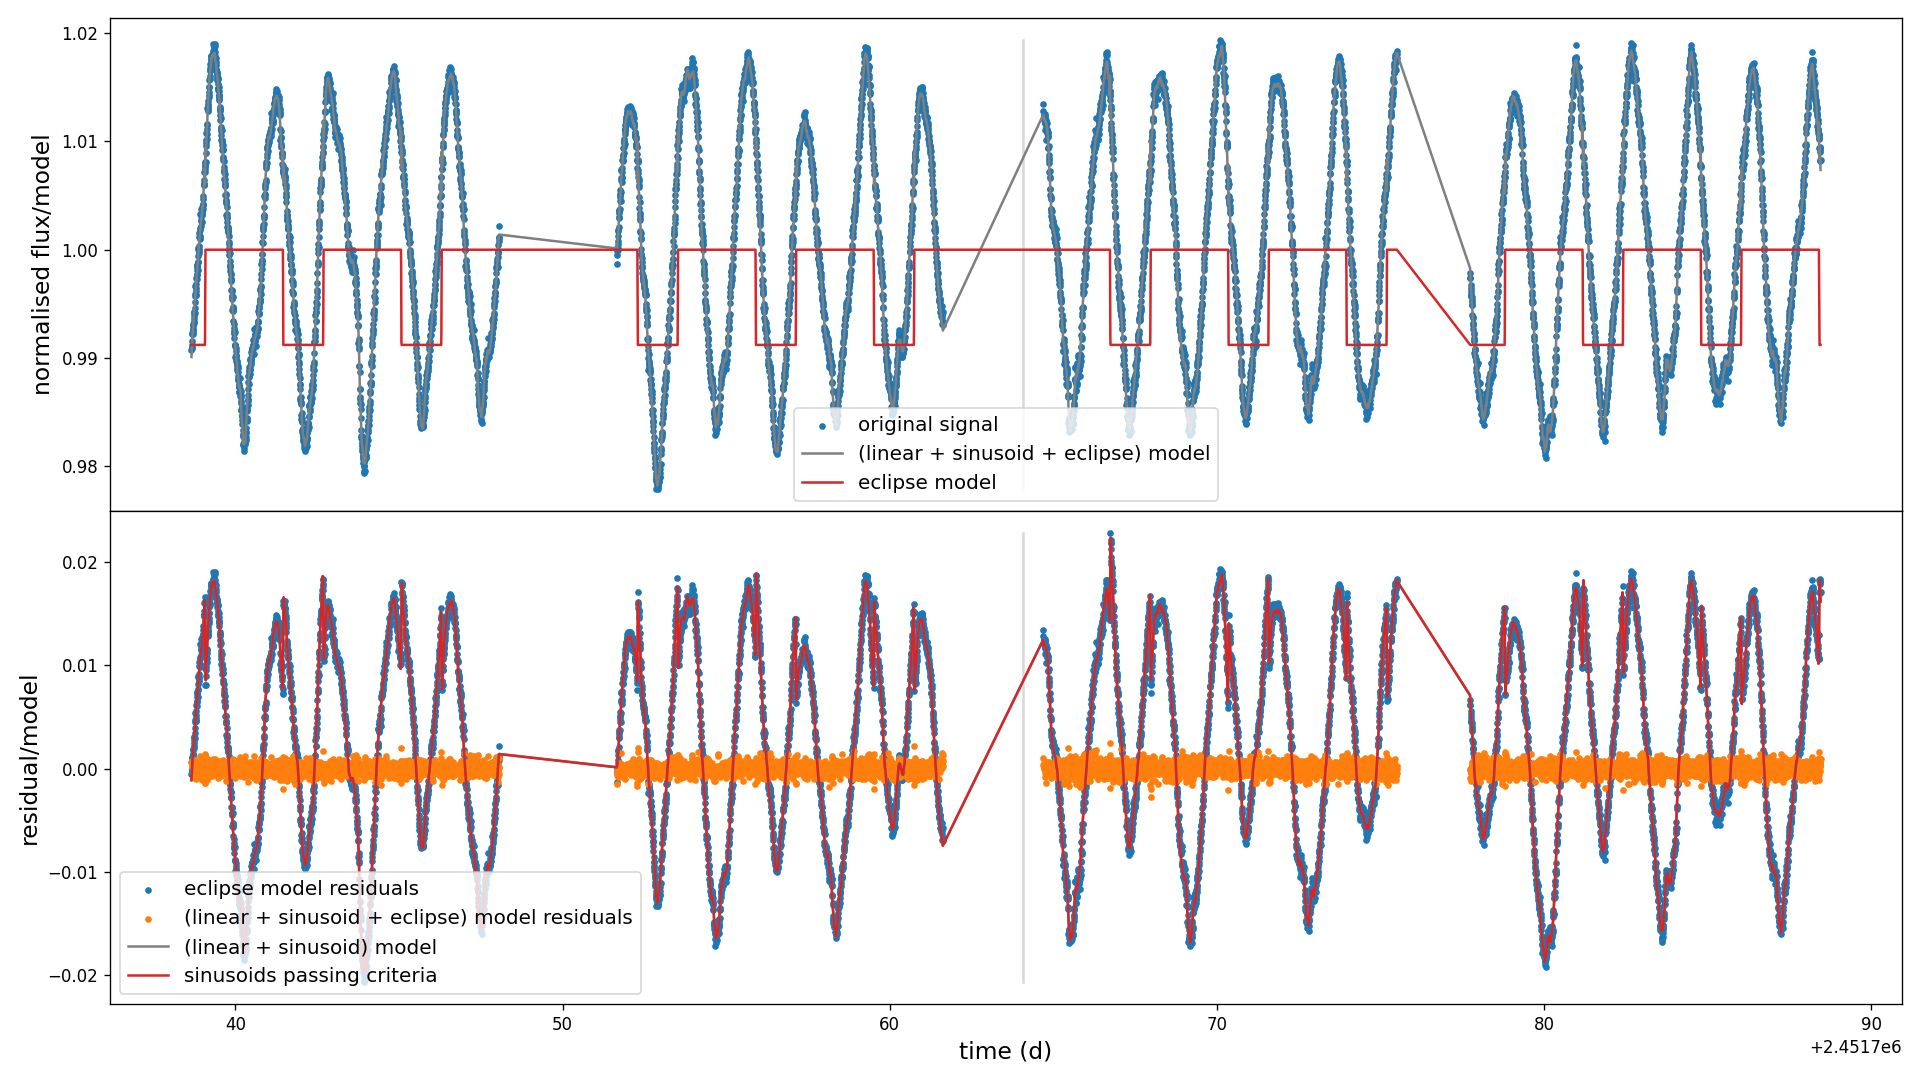 1.02
1.01
1.00
0.99
0.98
normalised flux/model
original signal
(linear + sinusoid + eclipse) model
eclipse model
0.02
0.01
0.00
−0.01
−0.02
residual/model
eclipse model residuals
(linear + sinusoid + eclipse) model residuals
(linear + sinusoid) model
sinusoids passing criteria
40 50 60 70 80 90
time (d)
+2.4517e6